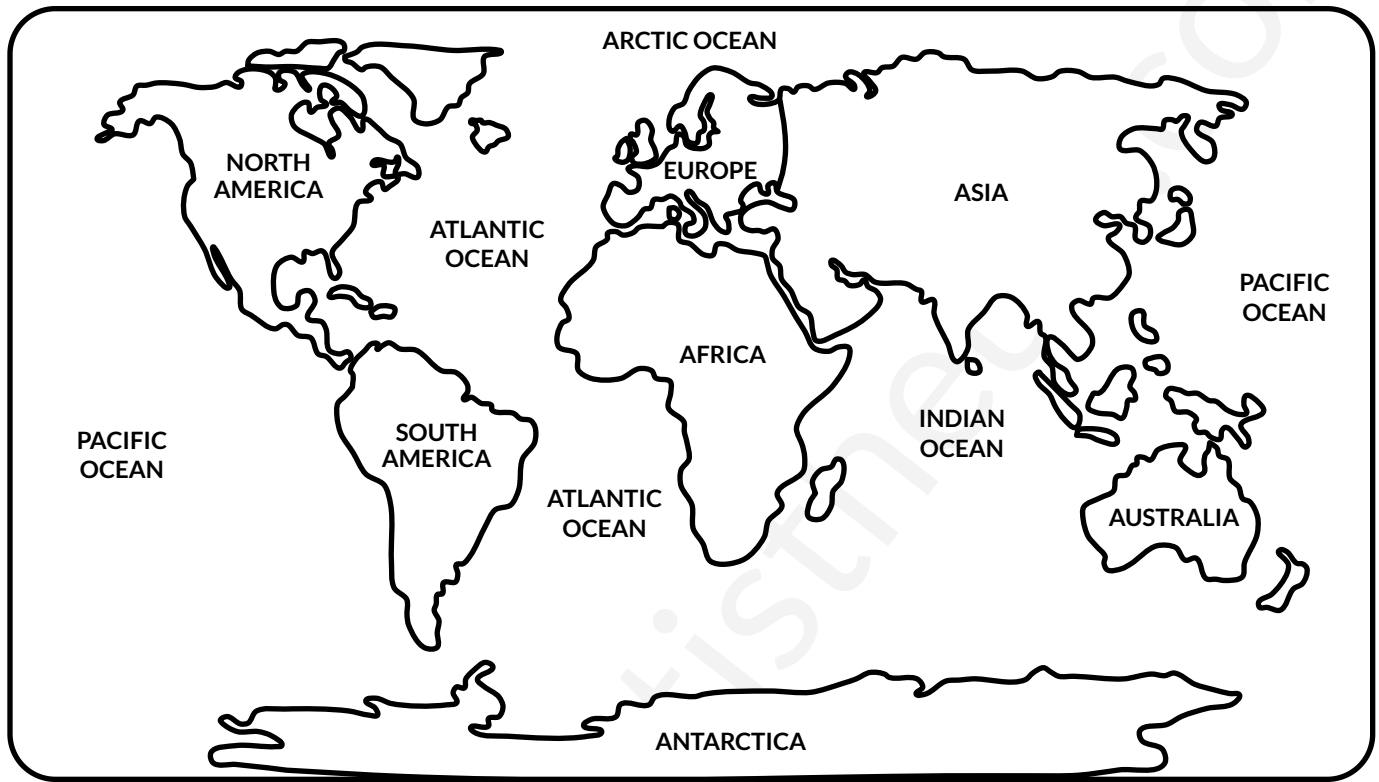 ARCTIC OCEAN
NORTH
AMERICA
EUROPE
ASIA
ATLANTIC
OCEAN
PACIFIC
OCEAN
AFRICA
INDIAN
OCEAN
SOUTH
AMERICA
PACIFIC
OCEAN
ATLANTIC
OCEAN
AUSTRALIA
ANTARCTICA